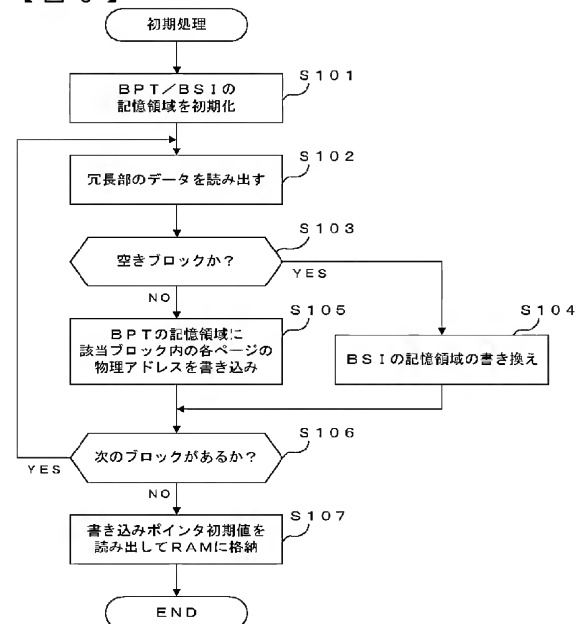 初期処理
S101
BPT/BSIの
記憶領域を初期化
S102
冗長部のデータを読み出す
S103
空きブロックか?
YES
NO
S105
BPTの記憶領域に
該当ブロック内の各ページの
物理アドレスを書き込み
S104
BSIの記憶領域の書き換え
S106
次のブロックがあるか?
YES
NO
S107
書き込みポインタ初期値を
読み出してRAMに格納
END